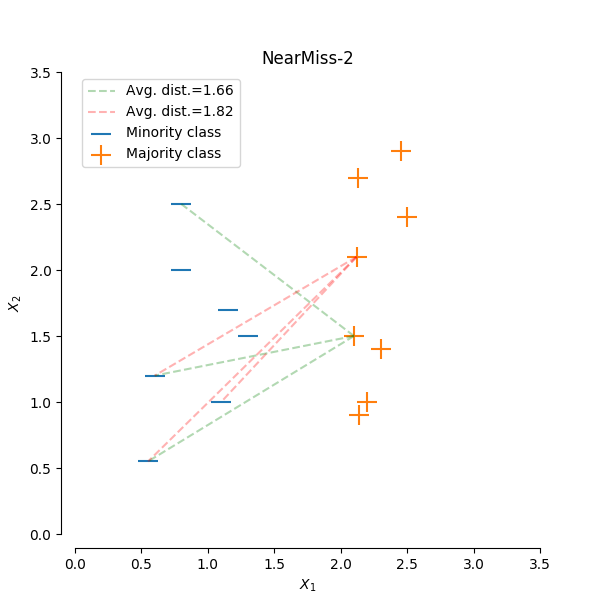 NearMiss-2
Avg. dist.=1.66
Avg. dist.=1.82
Minority class
Majority class
3.5
3.0
2.5
2.0
1.5
1.0
0.5
0.0
X2
0.0 0.5 1.0 1.5 2.0 2.5 3.0 3.5
X1